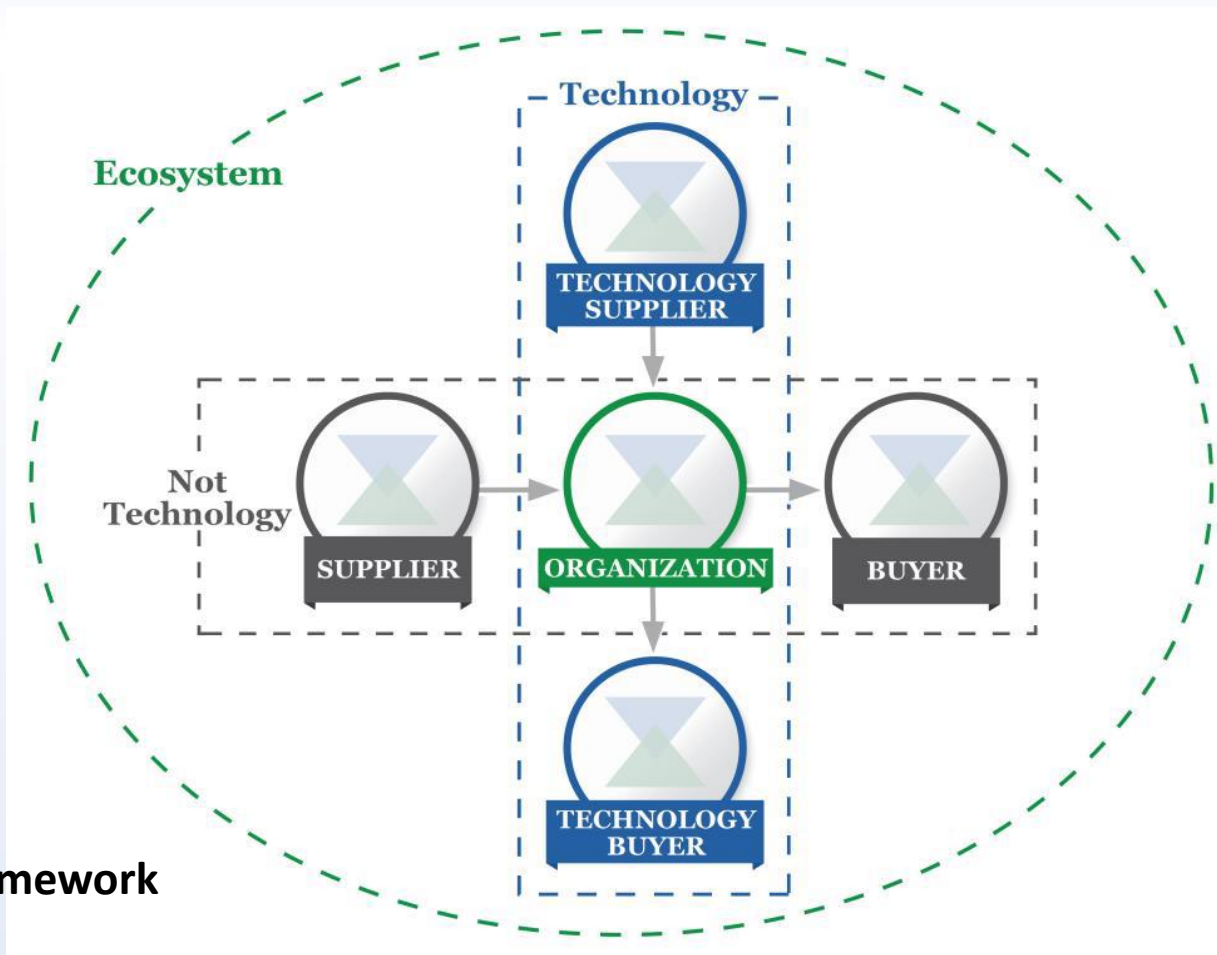 Technology
Ecosystem
TECHNOLOGY
SUPPLIER
Not
Technology
SUPPLIER
ORGANIZATION
BUYER
TECHNOLOGY
BUYER
mework